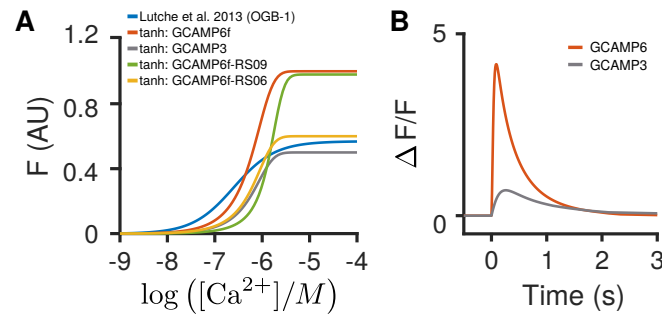 A
Lutche et al. 2013 (OGB-1)
tanh: GCAMP6f
tanh: GCAMP3
tanh: GCAMP6f-RS09
tanh: GCAMP6f-RS06
1.2
0.8
0.4
0
F (AU)
-9 -8 -7 -6 -5 -4
log ([Ca²⁺]/M)
B
GCAMP6
GCAMP3
5
0
Δ F/F
0 1 2 3
Time (s)